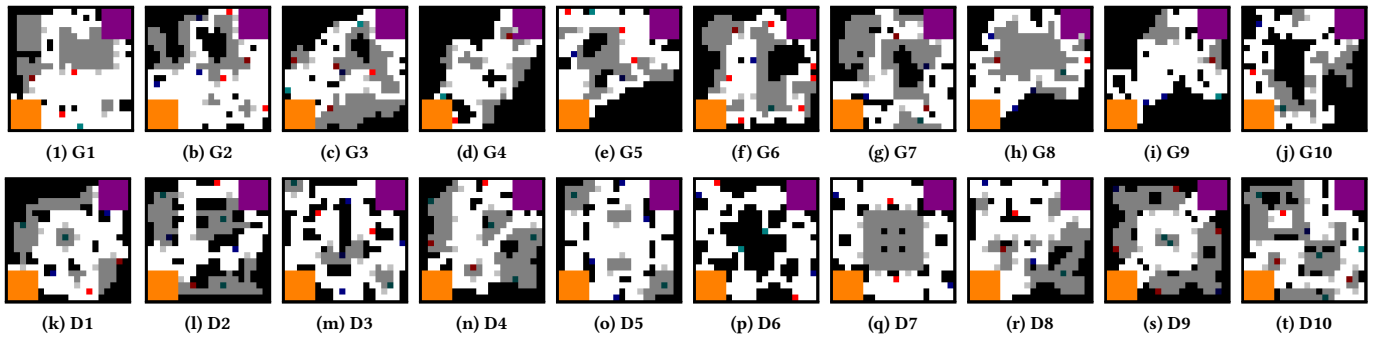 (1) G1 (b) G2 (c) G3 (d) G4 (e) G5 (f) G6 (g) G7 (h) G8 (i) G9 (j) G10
(k) D1 (l) D2 (m) D3 (n) D4 (o) D5 (p) D6 (q) D7 (r) D8 (s) D9 (t) D10